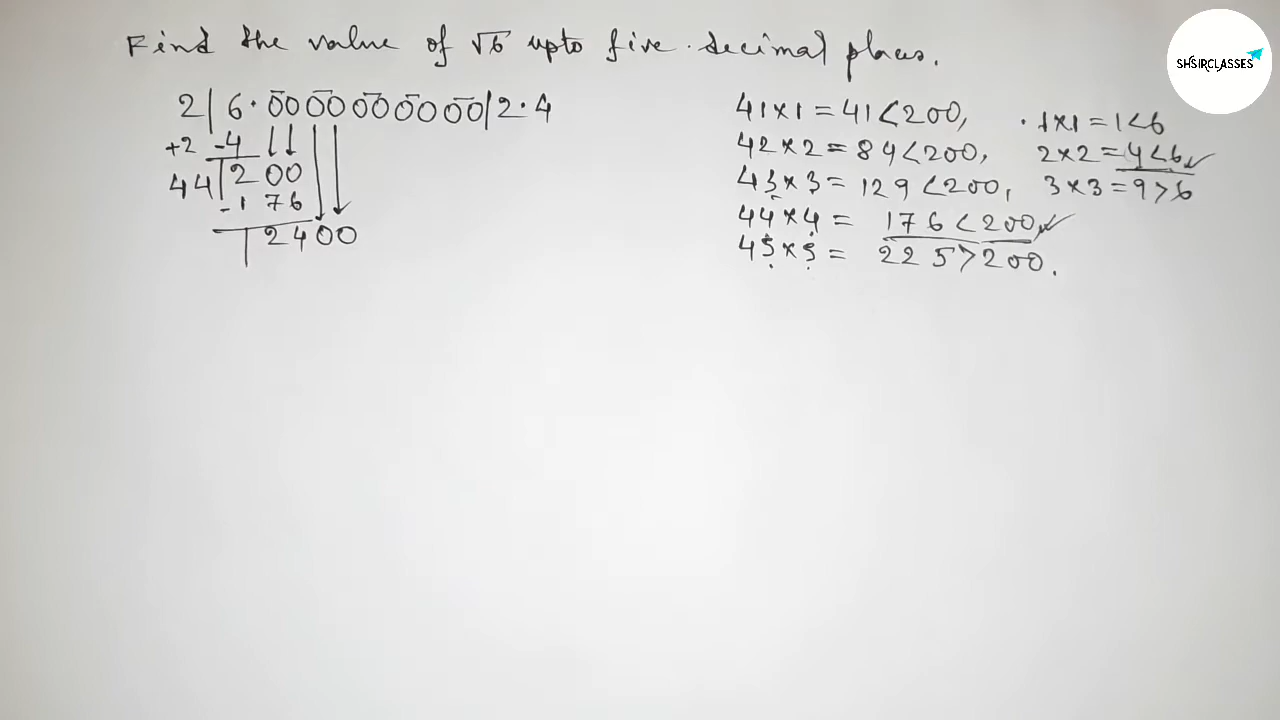 Find the value of √6 upto five decimal places.
SHSIRCLASSES
2 | 6.00 00 00 00 00 | 2.4
+2 -4
44 | 200
-176
2400
41×1 = 41<200,
42×2 = 84<200,
43×3 = 129<200,
44×4 = 176<200✓
45×5 = 225>200.
1×1 = 1<6
2×2 = 4<6✓
3×3 = 9>6